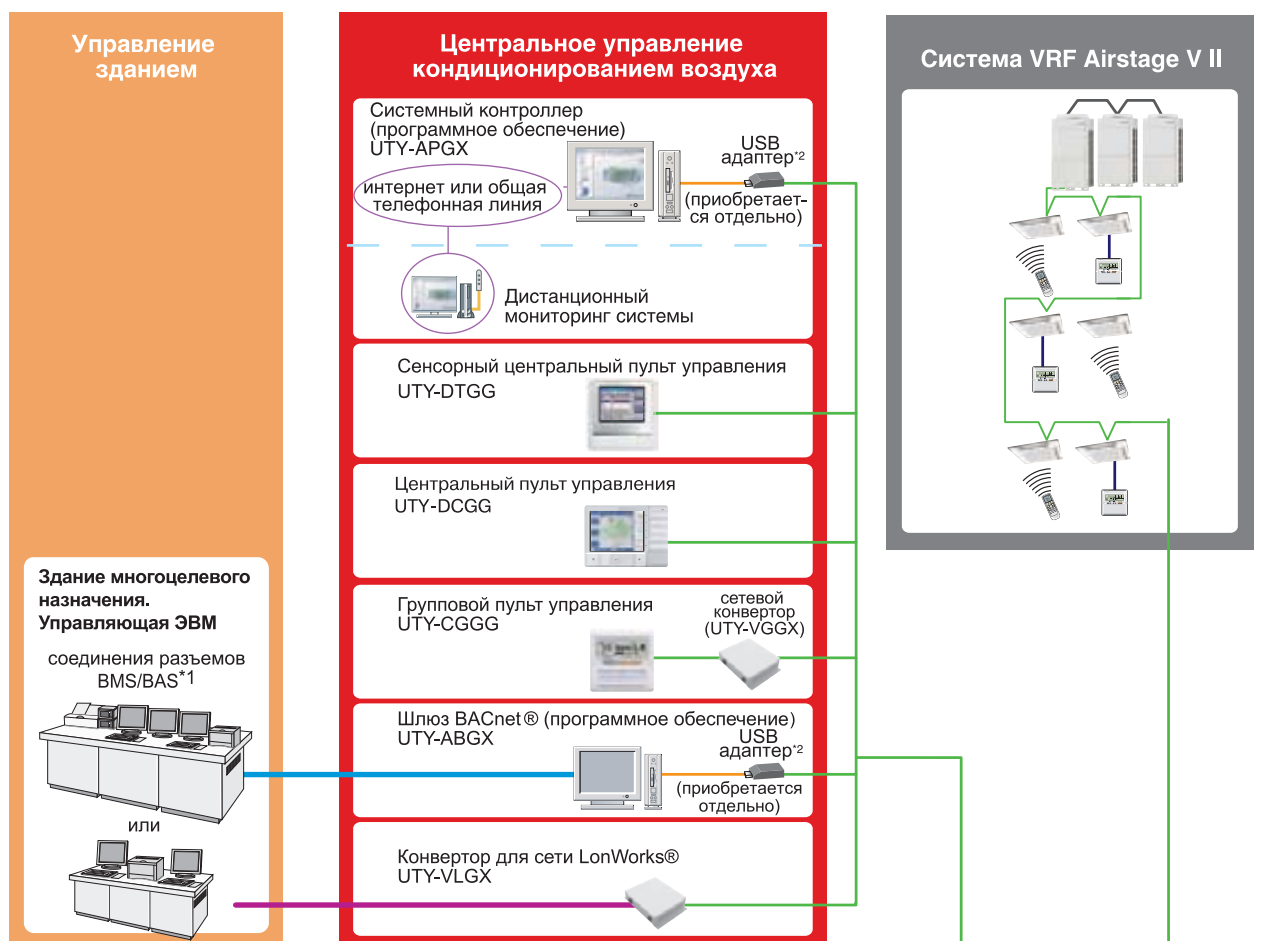 Управление
зданием
Здание многоцелевого
назначения.
Управляющая ЭВМ
соединения разъемов
BMS/BAS*1
или
Центральное управление
кондиционированием воздуха
Системный контроллер
(программное обеспечение)
UTY-APGX
USB
адаптер*2
(приобретает-
ся отдельно)
интернет или общая
телефонная линия
Дистанционный
мониторинг системы
Сенсорный центральный пульт управления
UTY-DTGG
Центральный пульт управления
UTY-DCGG
Групповой пульт управления
UTY-CGGG
сетевой
конвертор
(UTY-VGGX)
Шлюз BACnet® (программное обеспечение)
UTY-ABGX
USB
адаптер*2
(приобретается
отдельно)
Конвертор для сети LonWorks®
UTY-VLGX
Система VRF Airstage V II